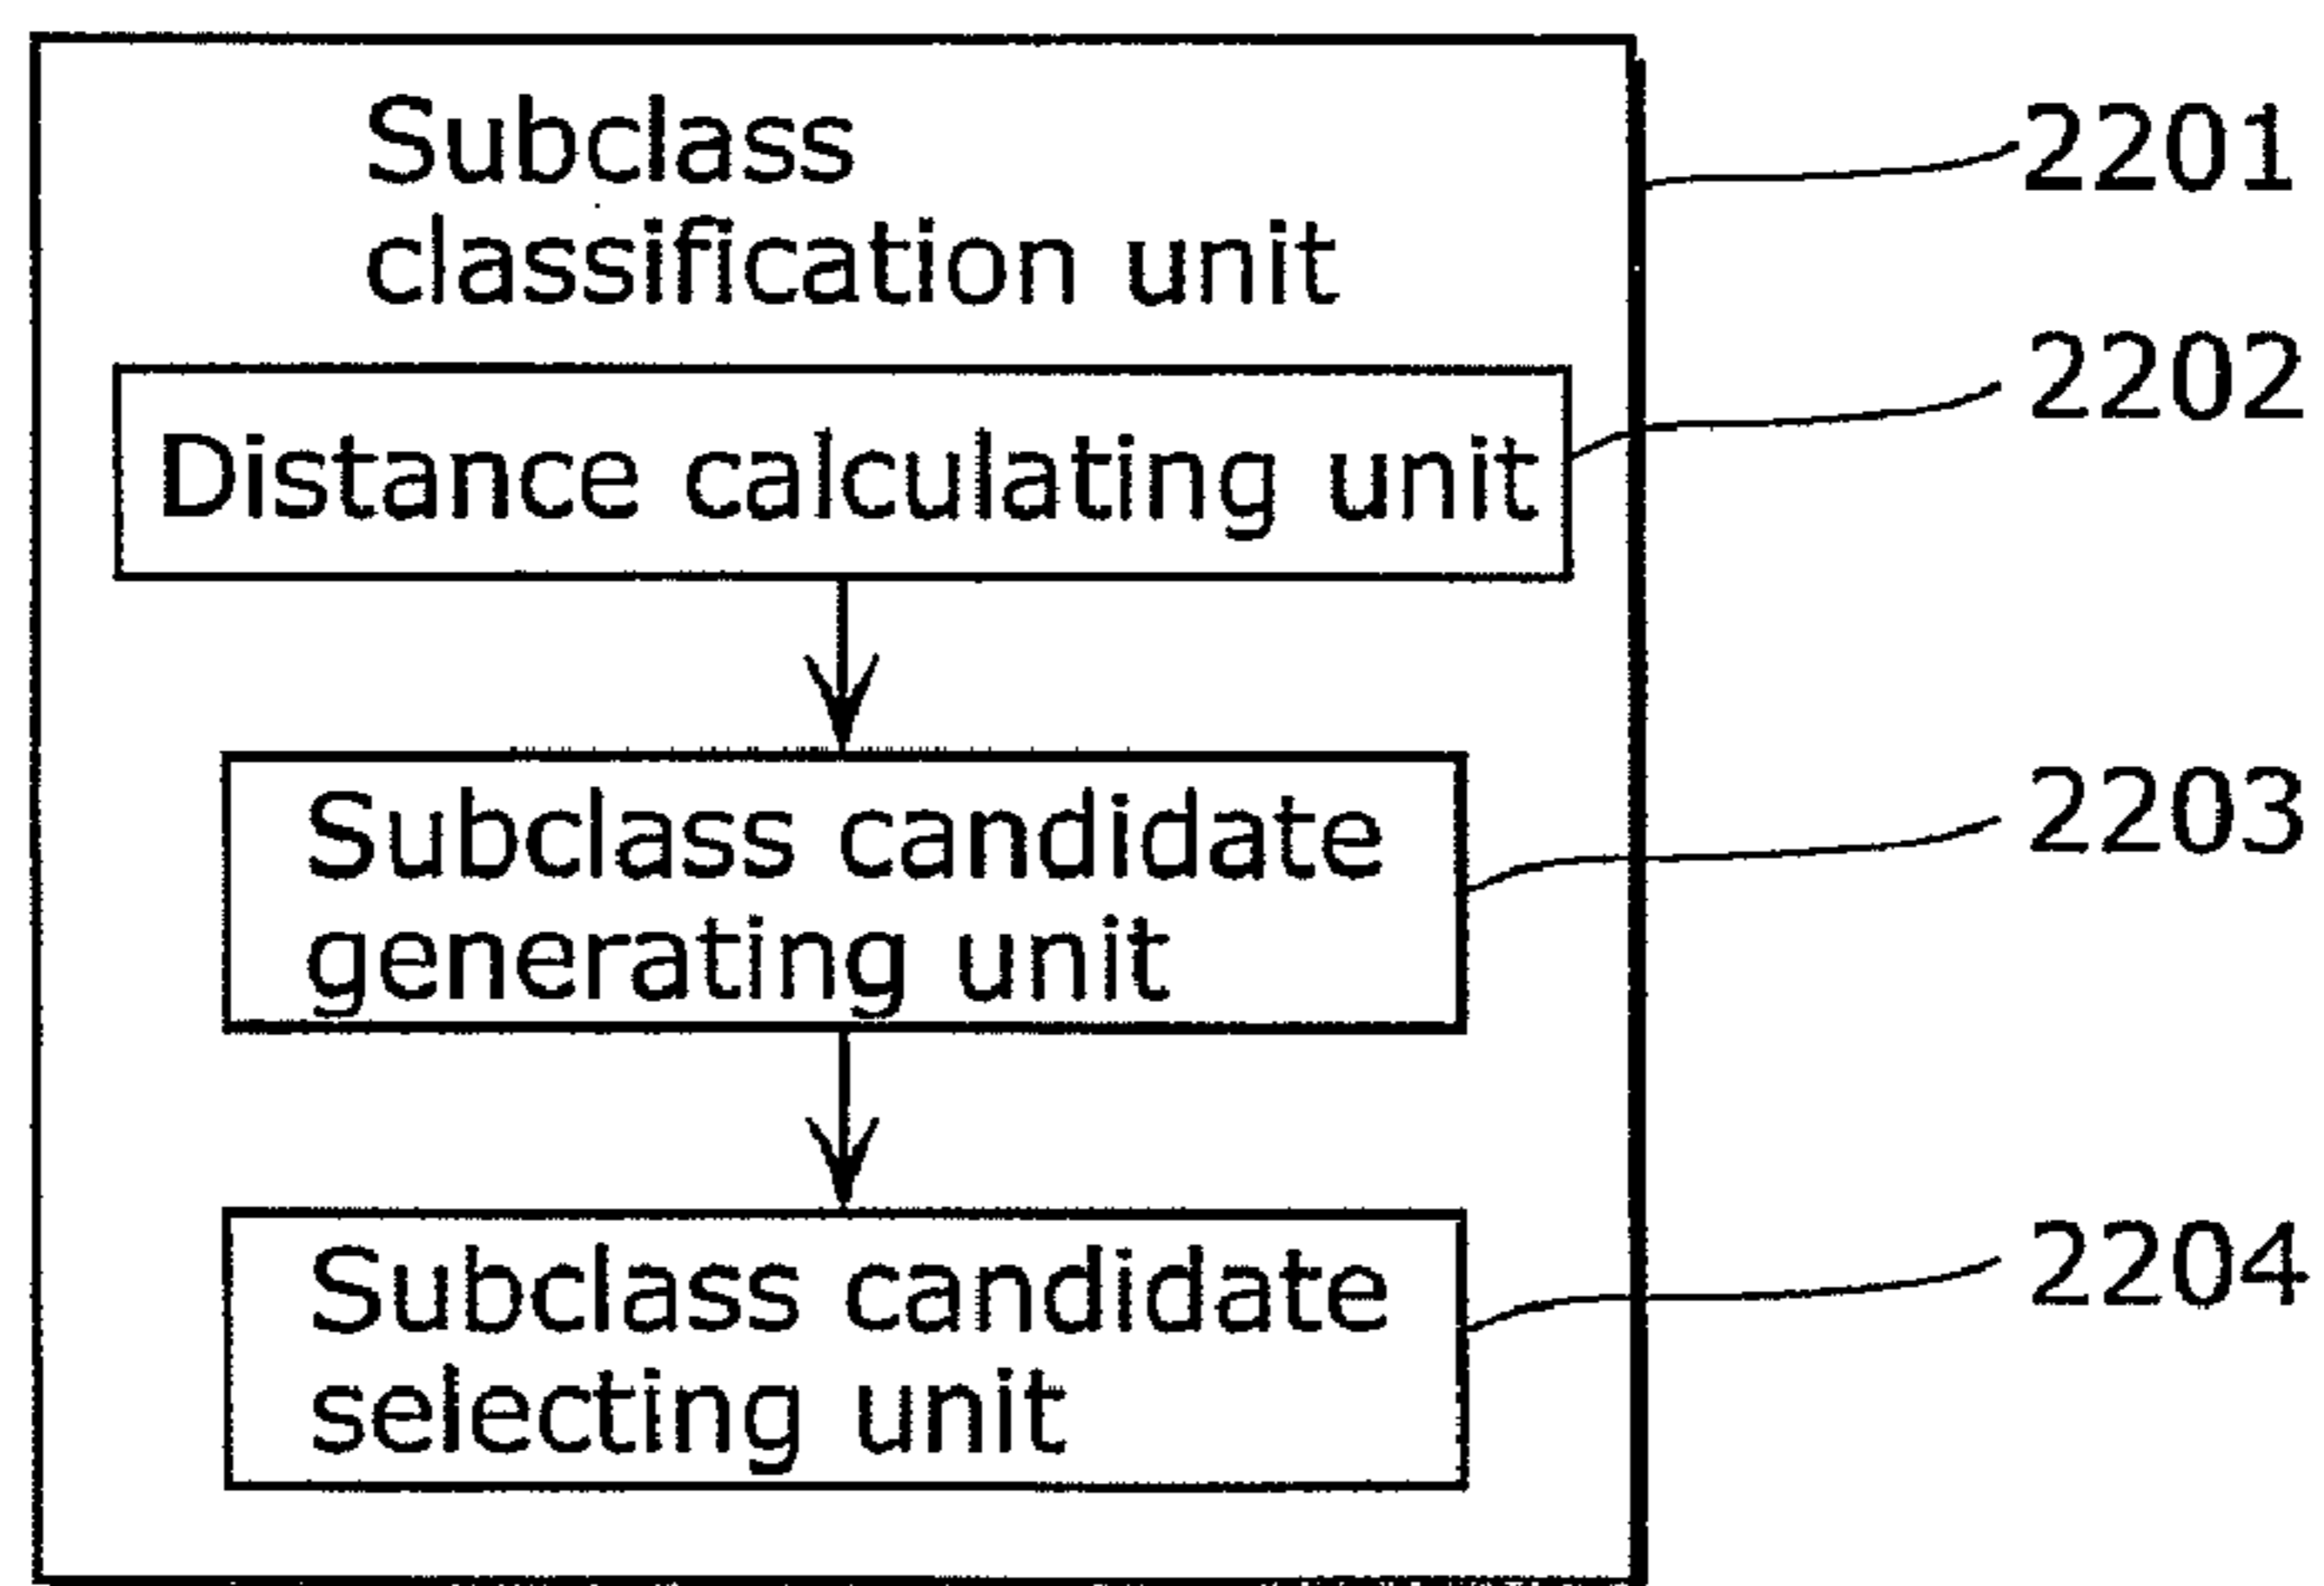 Subclass
classification unit
2201
Distance calculating unit
2202
Subclass candidate
generating unit
2203
Subclass candidate
selecting unit
2204